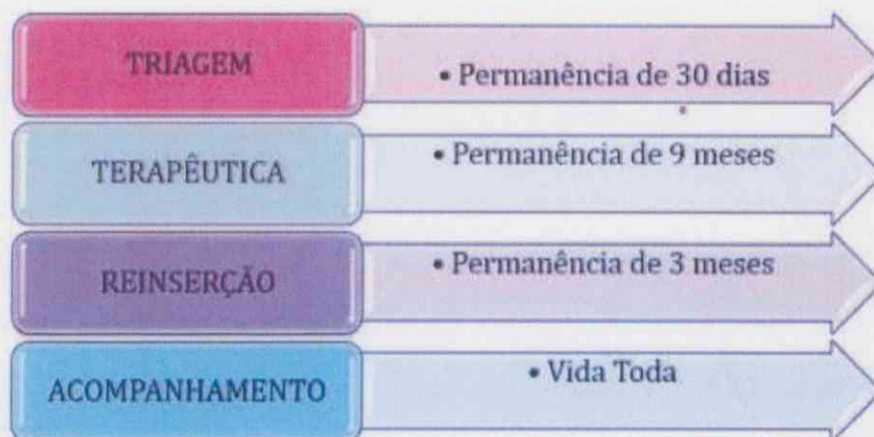 TRIAGEM
• Permanência de 30 dias
TERAPÊUTICA
• Permanência de 9 meses
REINSERÇÃO
• Permanência de 3 meses
ACOMPANHAMENTO
• Vida Toda